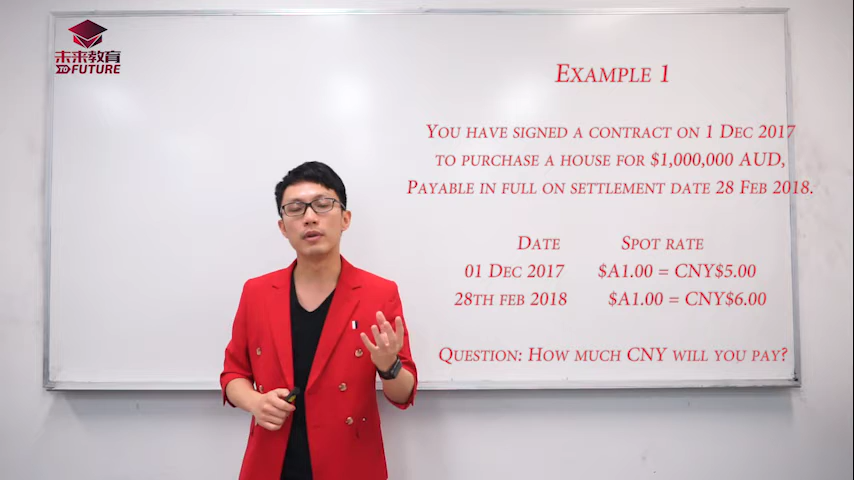 未来教育
TO FUTURE
EXAMPLE 1
YOU HAVE SIGNED A CONTRACT ON 1 DEC 2017
TO PURCHASE A HOUSE FOR $1,000,000 AUD,
PAYABLE IN FULL ON SETTLEMENT DATE 28 FEB 2018.
DATE SPOT RATE
01 DEC 2017 $A1.00 = CNY$5.00
28TH FEB 2018 $A1.00 = CNY$6.00
QUESTION: HOW MUCH CNY WILL YOU PAY?